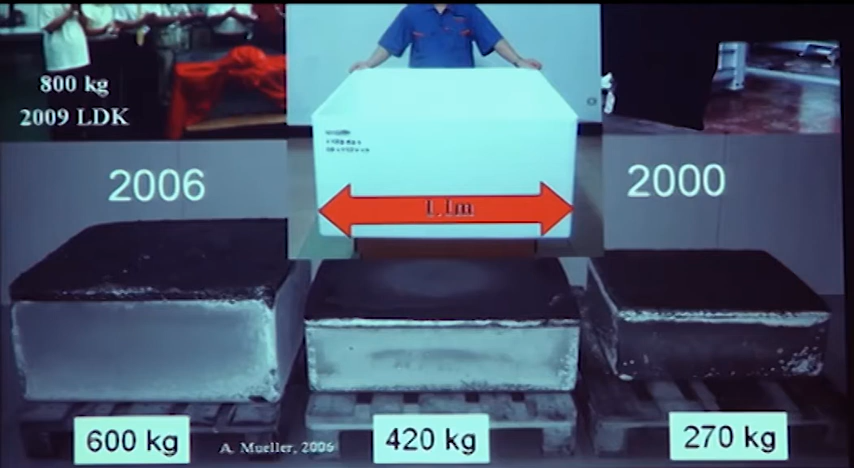 800 kg
2009 LDK
1.1m
2006
2000
600 kg
A. Mueller, 2006
420 kg
270 kg